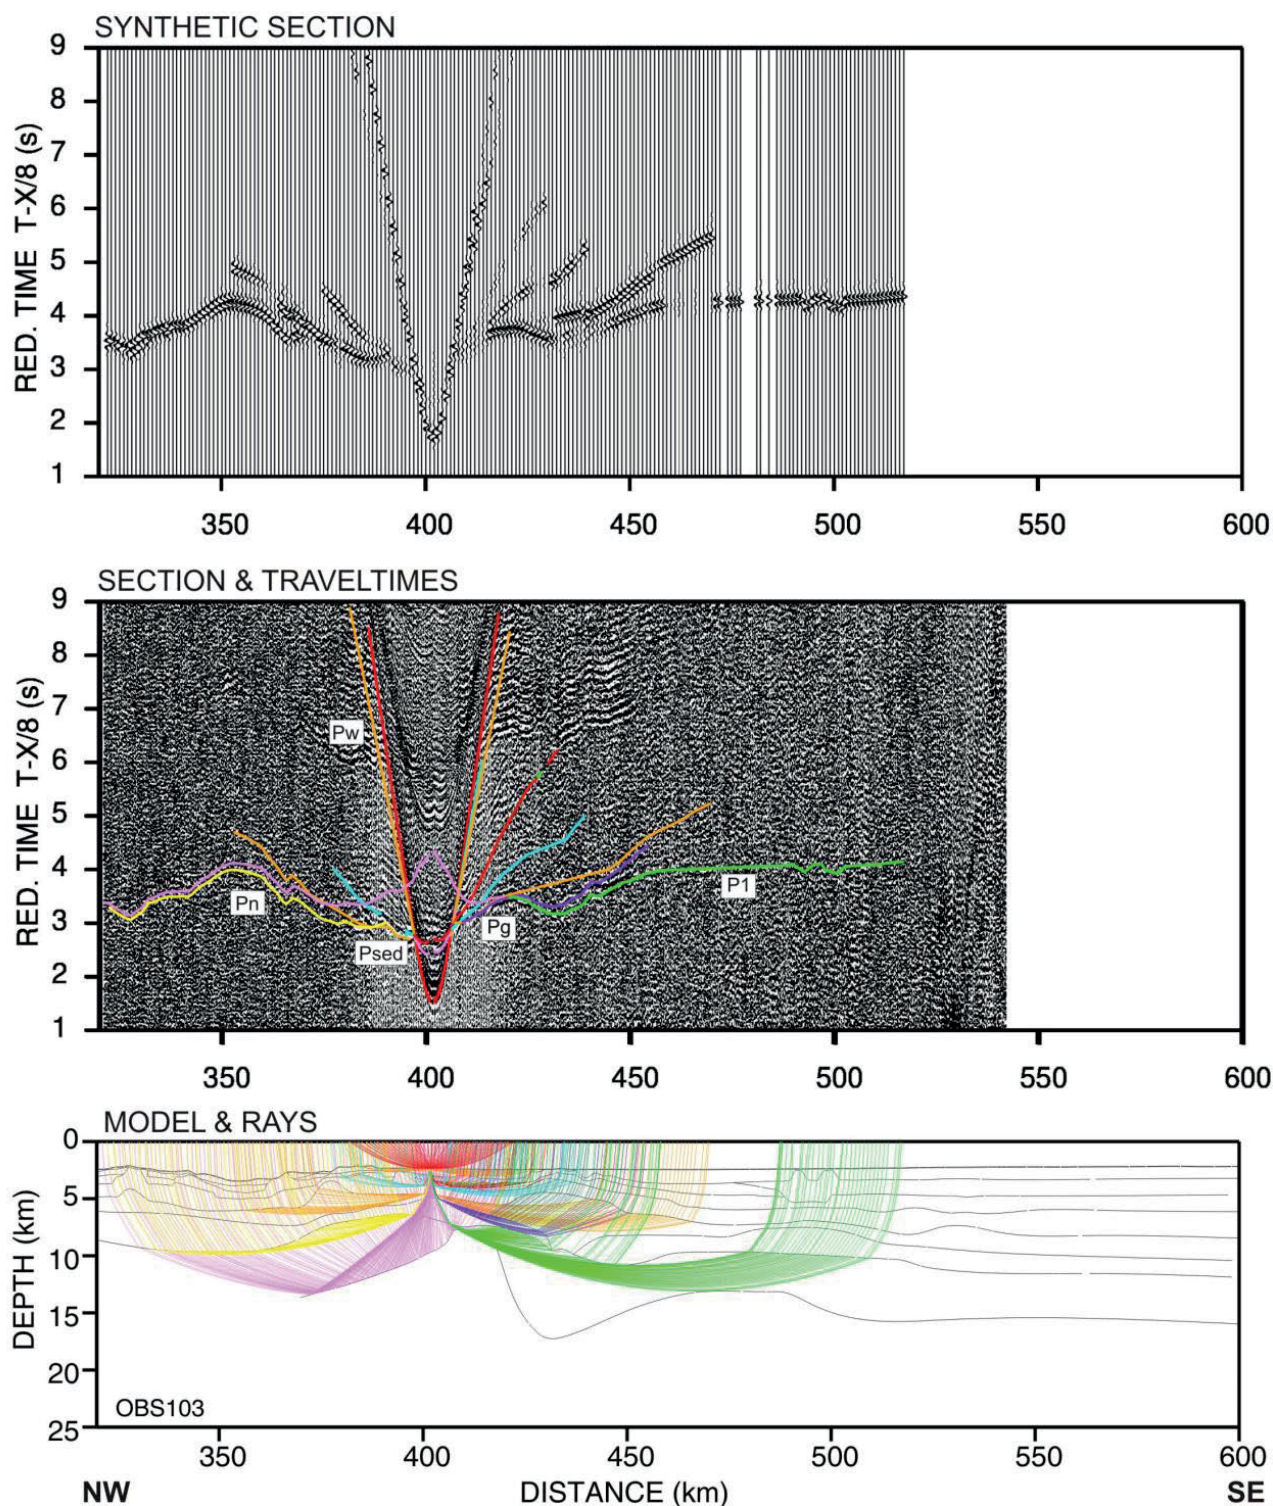 SYNTHETIC SECTION
RED. TIME T-X/8 (s)
9
8
7
6
5
4
3
2
1
350 400 450 500 550 600
SECTION & TRAVELTIMES
RED. TIME T-X/8 (s)
9
8
7
6
5
4
3
2
1
Pw
Pn
P1
Pg
Psed
350 400 450 500 550 600
MODEL & RAYS
DEPTH (km)
0
5
10
15
20
25
OBS103
350 400 450 500 550 600
NW DISTANCE (km) SE